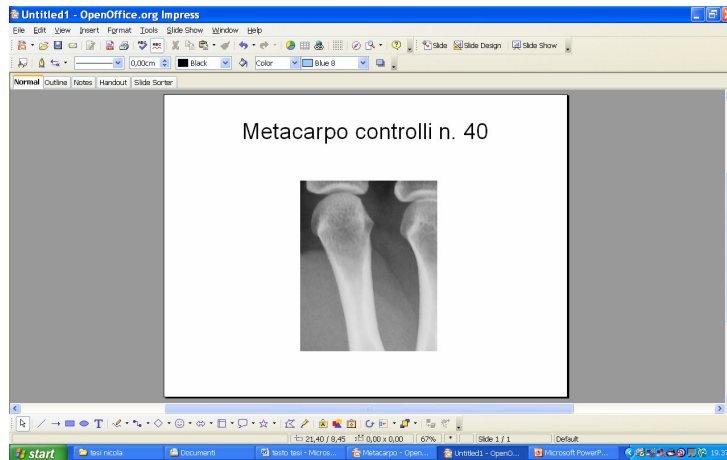 Untitled1 - OpenOffice.org Impress
File Edit View Insert Format Tools Slide Show Window Help
Slide Slide Design Slide Show
0,00cm Black Color Blue 8
Normal Outline Notes Handout Slide Sorter
Metacarpo controlli n. 40
21,40 / 8,45 0,00 x 0,00 67% * Slide 1 / 1 Default
start tesi nicola Documenti testo tesi - Micros... Metacarpo - Open... Untitled1 - OpenO... Microsoft PowerP...